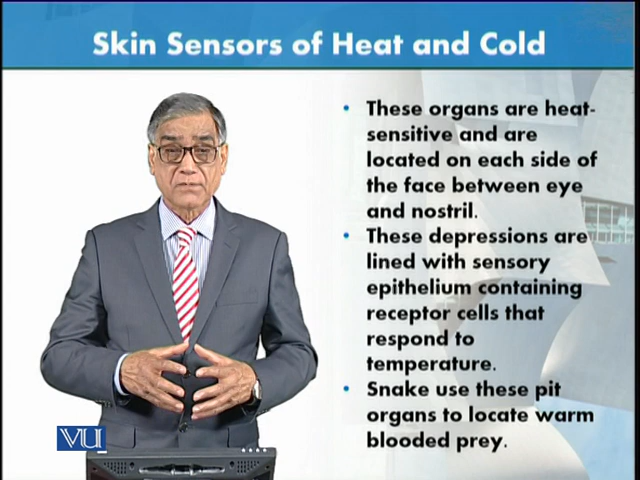 Skin Sensors of Heat and Cold
• These organs are heat-
sensitive and are
located on each side of
the face between eye
and nostril.
• These depressions are
lined with sensory
epithelium containing
receptor cells that
respond to
temperature.
• Snake use these pit
organs to locate warm
blooded prey.
VU